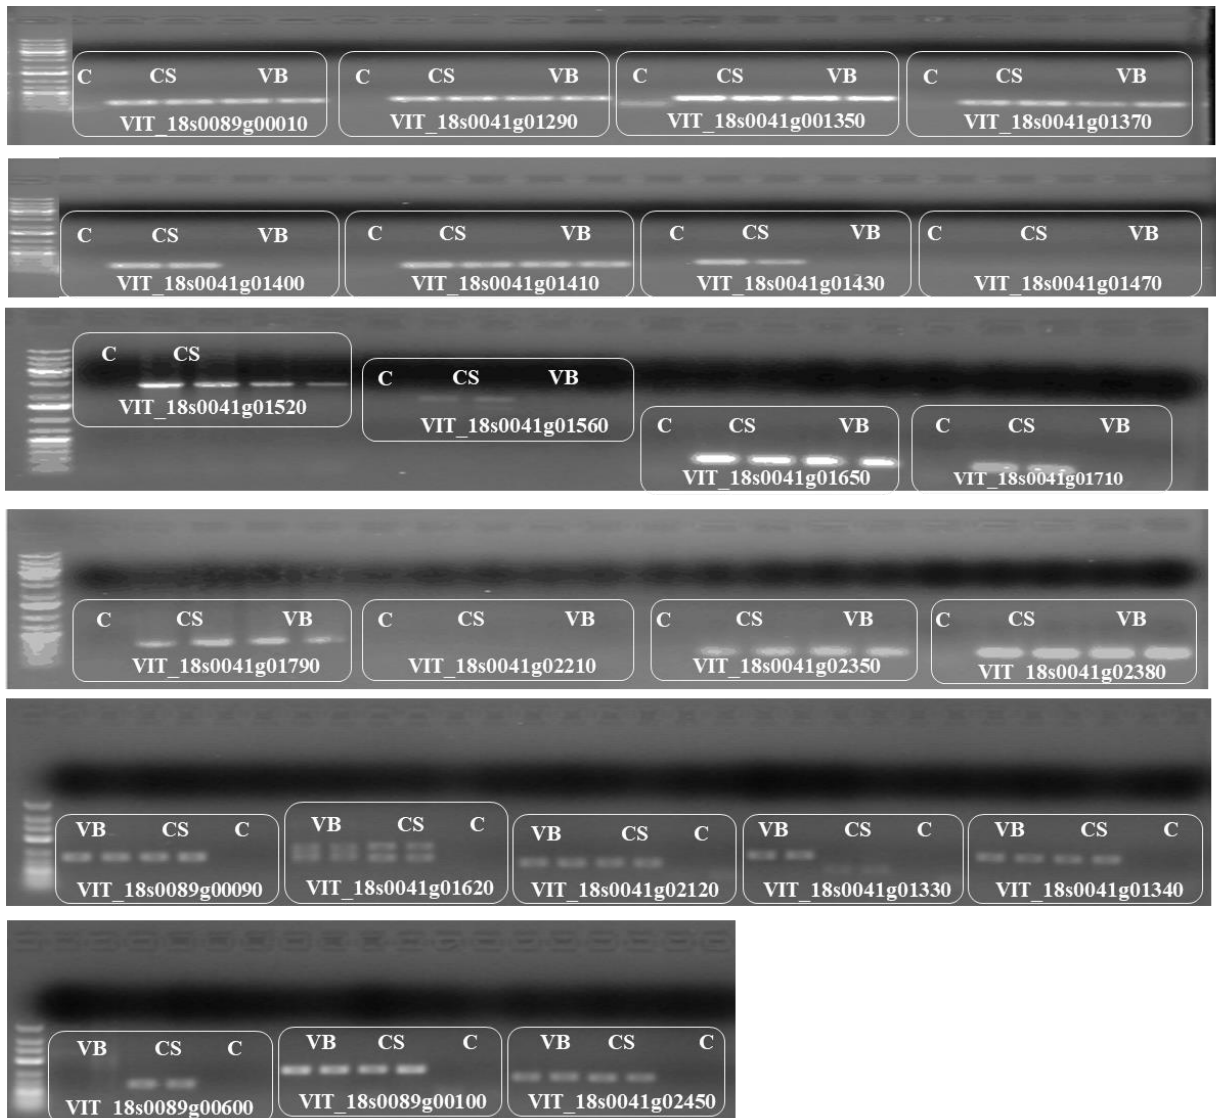 C CS VB C CS VB C CS VB C CS VB
VIT_18s0089g00010 VIT_18s0041g01290 VIT_18s0041g001350 VIT_18s0041g01370
C CS VB C CS VB C CS VB C CS VB
VIT_18s0041g01400 VIT_18s0041g01410 VIT_18s0041g01430 VIT_18s0041g01470
C CS
VIT_18s0041g01520
C CS VB
VIT_18s0041g01560
C CS VB C CS VB
VIT_18s0041g01650 VIT_18s0041g01710
C CS VB C CS VB C CS VB C CS VB
VIT_18s0041g01790 VIT_18s0041g02210 VIT_18s0041g02350 VIT_18s0041g02380
VB CS C VB CS C VB CS C VB CS C VB C
VIT_18s0089g00090 VIT_18s0041g01620 VIT_18s0041g02120 VIT_18s0041g01330 VIT_18s0041g01340
VB CS C VB CS C VB CS C
VIT_18s0089g00600 VIT_18s0089g00100 VIT_18s0041g02450